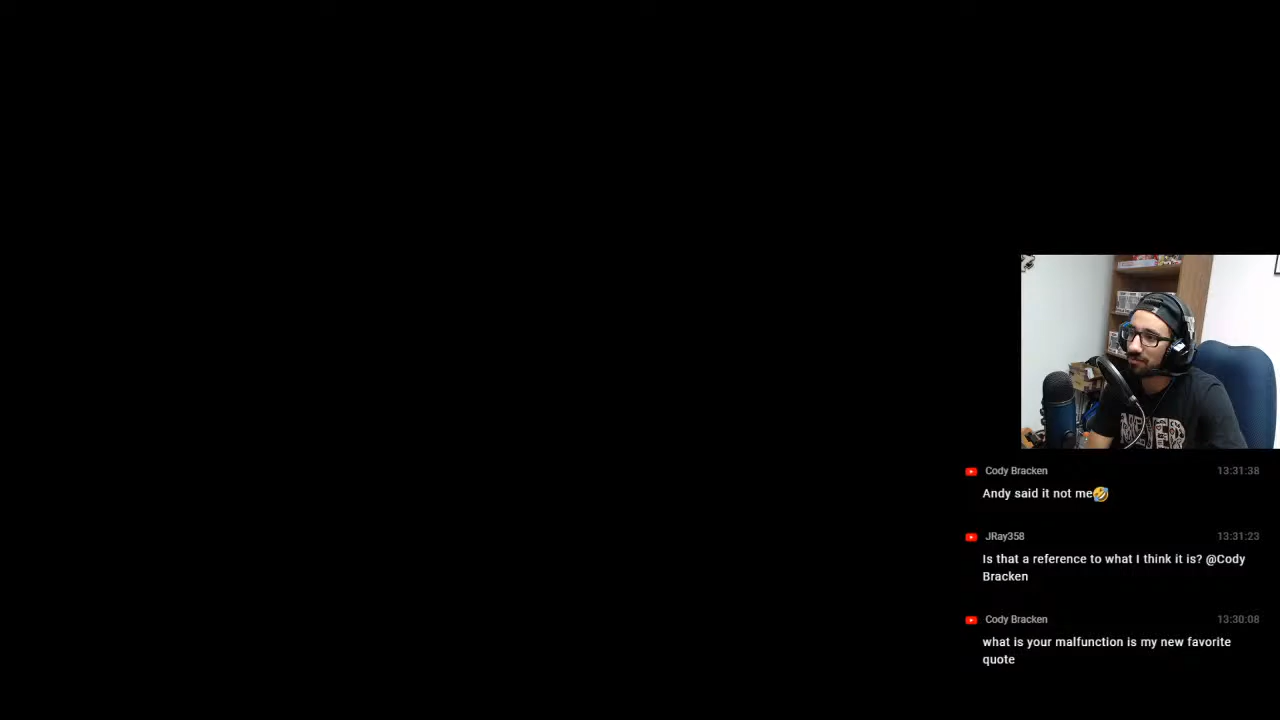 NEVER
Cody Bracken 13:31:38
Andy said it not me🤣
JRay358 13:31:23
Is that a reference to what I think it is? @Cody
Bracken
Cody Bracken 13:30:08
what is your malfunction is my new favorite
quote